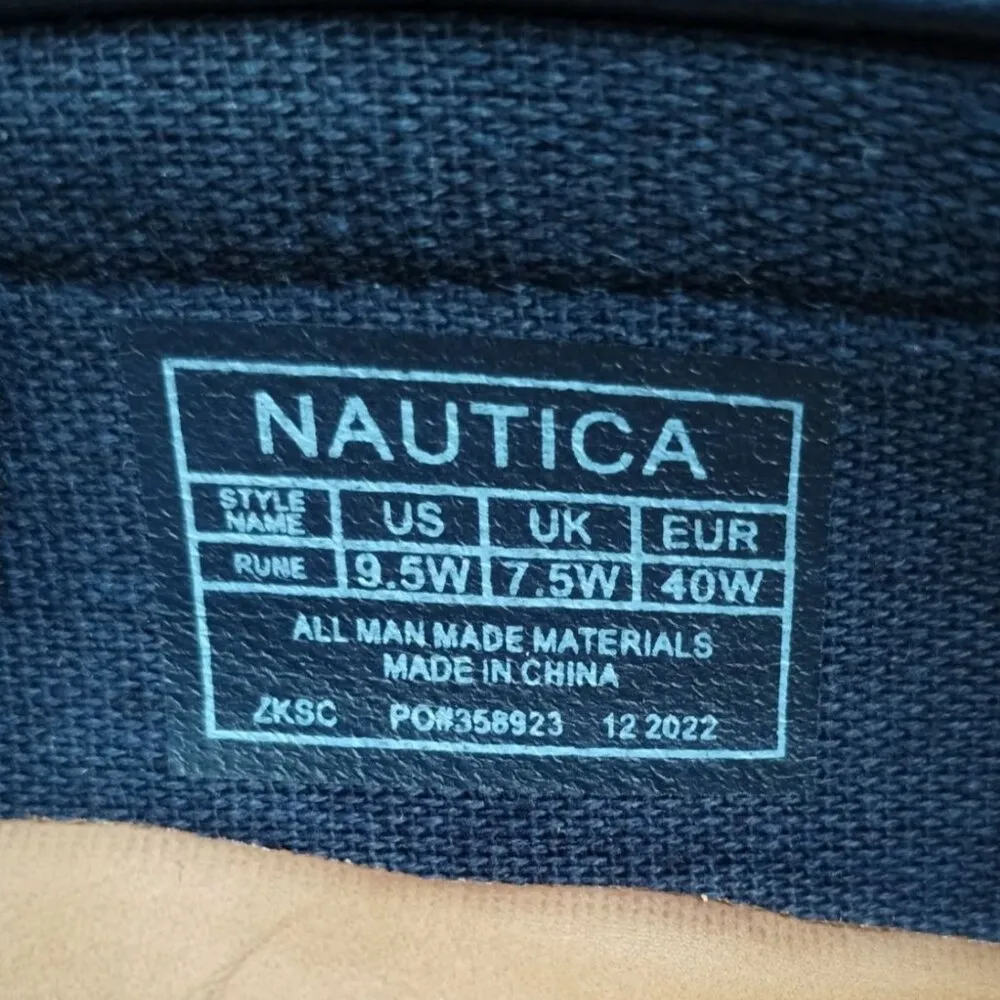 NAUTICA
STYLE NAME US UK EUR
RUNE 9.5W 7.5W 40W
ALL MAN MADE MATERIALS
MADE IN CHINA
ZKSC PO#358923 12 2022